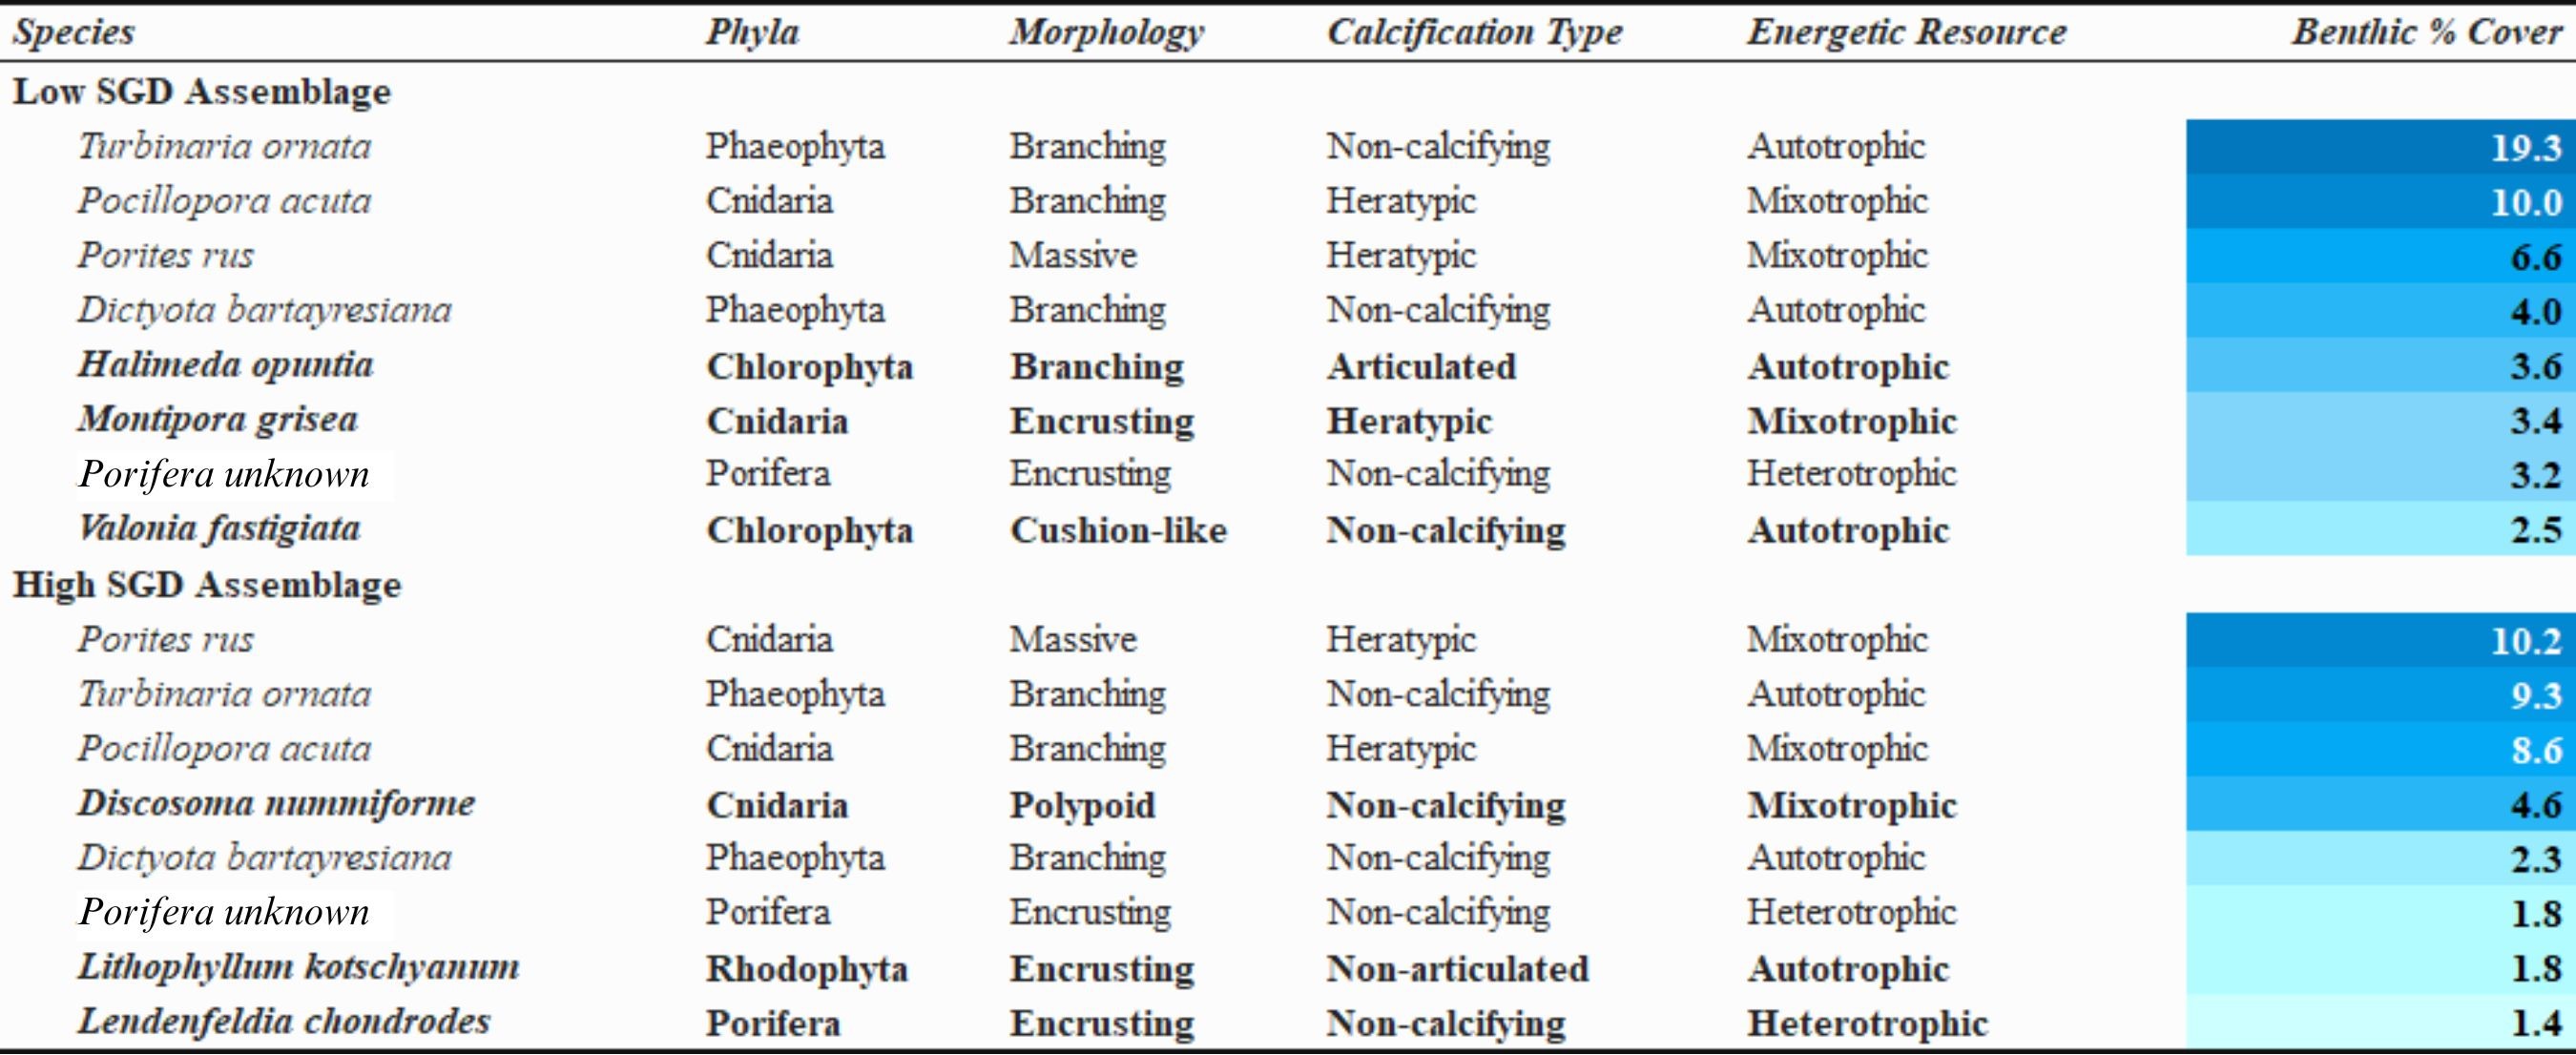 Species Phyla Morphology Calcification Type Energetic Resource Benthic % Cover
Low SGD Assemblage
Turbinaria ornata Phaeophyta Branching Non-calcifying Autotrophic 19.3
Pocillopora acuta Cnidaria Branching Heratypic Mixotrophic 10.0
Porites rus Cnidaria Massive Heratypic Mixotrophic 6.6
Dictyota bartayresiana Phaeophyta Branching Non-calcifying Autotrophic 4.0
Halimeda opuntia Chlorophyta Branching Articulated Autotrophic 3.6
Montipora grisea Cnidaria Encrusting Heratypic Mixotrophic 3.4
Porifera unknown Porifera Encrusting Non-calcifying Heterotrophic 3.2
Valonia fastigiata Chlorophyta Cushion-like Non-calcifying Autotrophic 2.5
High SGD Assemblage
Porites rus Cnidaria Massive Heratypic Mixotrophic 10.2
Turbinaria ornata Phaeophyta Branching Non-calcifying Autotrophic 9.3
Pocillopora acuta Cnidaria Branching Heratypic Mixotrophic 8.6
Discosoma nummiforme Cnidaria Polypoid Non-calcifying Mixotrophic 4.6
Dictyota bartayresiana Phaeophyta Branching Non-calcifying Autotrophic 2.3
Porifera unknown Porifera Encrusting Non-calcifying Heterotrophic 1.8
Lithophyllum kotschyanum Rhodophyta Encrusting Non-articulated Autotrophic 1.8
Lendenfeldia chondrodes Porifera Encrusting Non-calcifying Heterotrophic 1.4